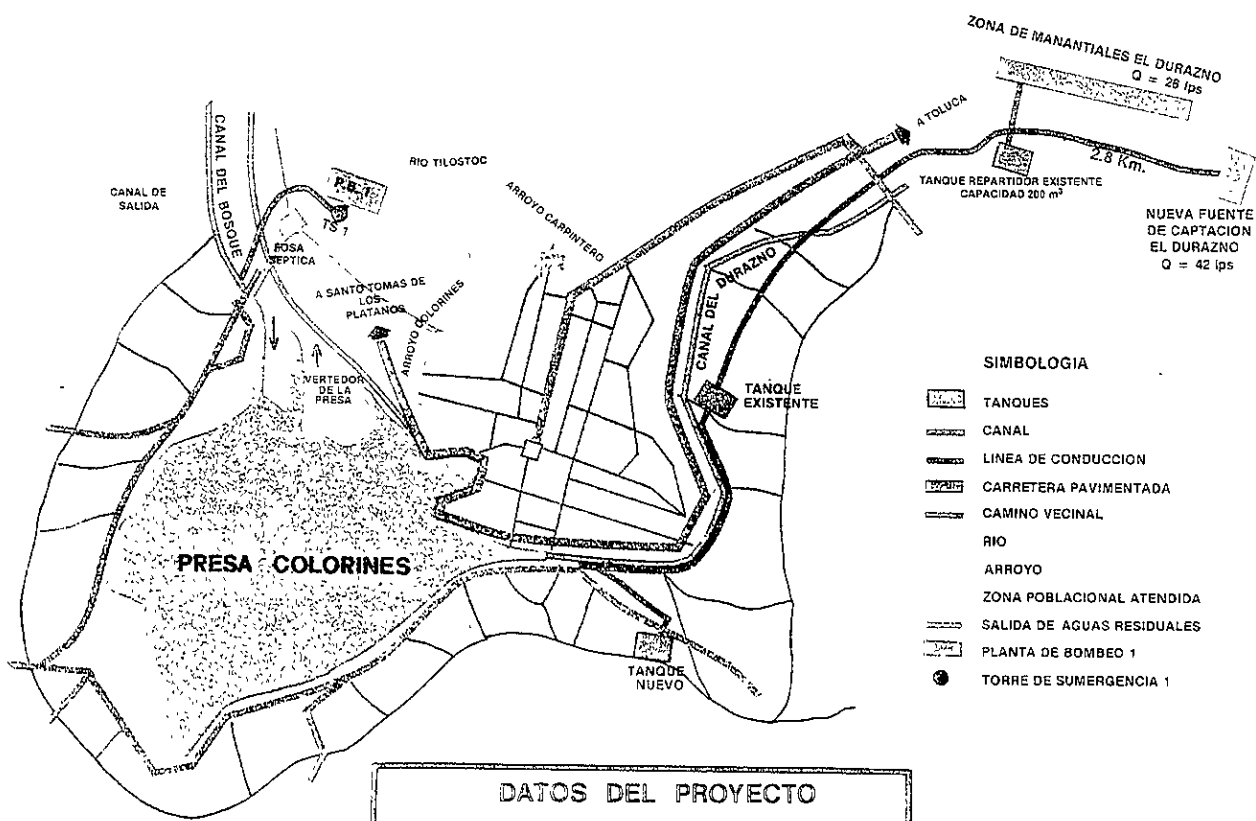 ZONA DE MANANTIALES EL DURAZNO
Q = 26 lps
A TOLUCA
2.8 Km.
TANQUE REPARTIDOR EXISTENTE
CAPACIDAD 200 m³
NUEVA FUENTE
DE CAPTACION
EL DURAZNO
Q = 42 lps
CANAL DEL BOSQUE
CANAL DE
SALIDA
P.B.1
TS 1
RIO TILOSTOC
ARROYO CARPINTERO
FOSA
SEPTICA
A SANTO TOMAS DE
LOS
PLATANOS
ARROYO COLORINES
VERTEDOR
DE LA
PRESA
CANAL DEL DURAZNO
TANQUE
EXISTENTE
PRESA COLORINES
TANQUE
NUEVO
SIMBOLOGIA
TANQUES
CANAL
LINEA DE CONDUCCION
CARRETERA PAVIMENTADA
CAMINO VECINAL
RIO
ARROYO
ZONA POBLACIONAL ATENDIDA
SALIDA DE AGUAS RESIDUALES
PLANTA DE BOMBEO 1
TORRE DE SUMERGENCIA 1
DATOS DEL PROYECTO